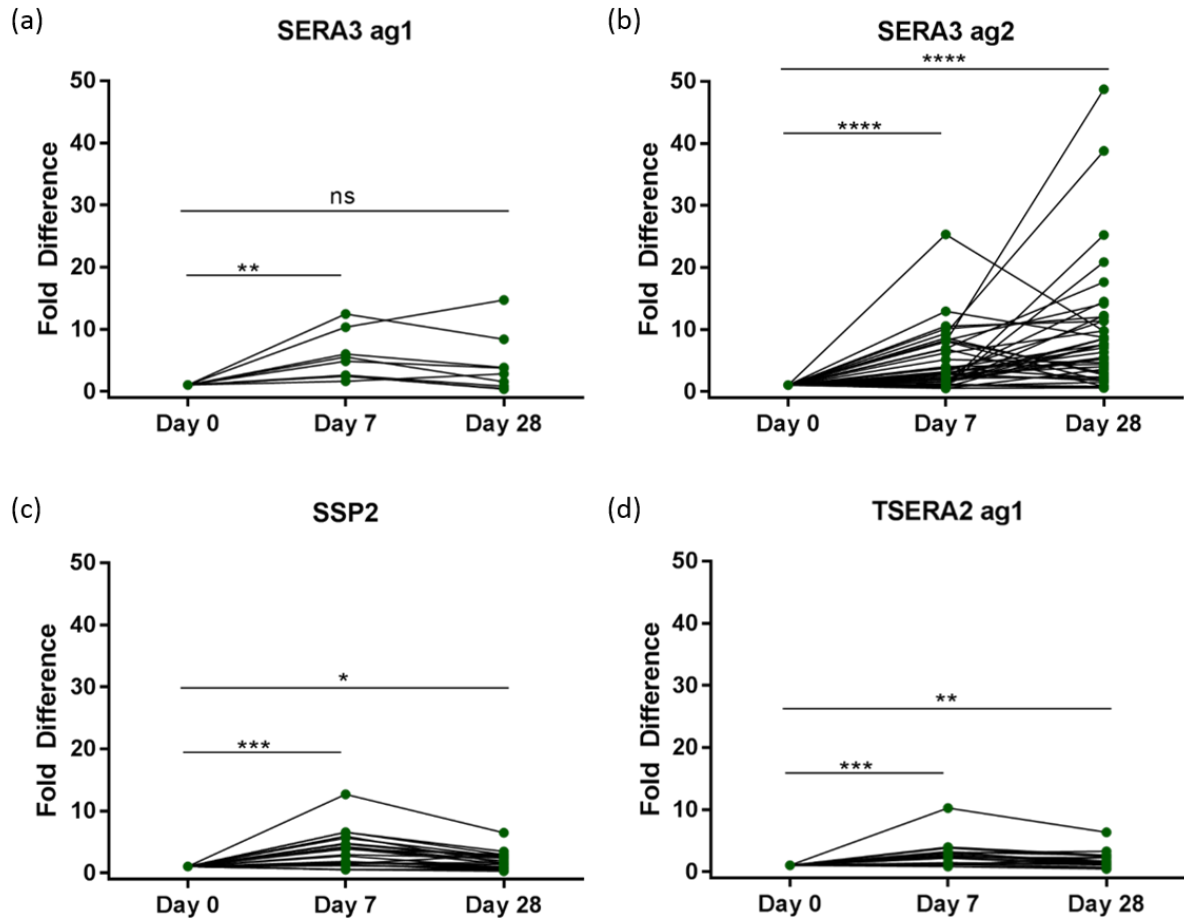 (a)
SERA3 ag1
50
40
30
20
10
0
Fold Difference
ns
**
Day 0 Day 7 Day 28
(b)
SERA3 ag2
50
40
30
20
10
0
Fold Difference
****
****
Day 0 Day 7 Day 28
(c)
SSP2
50
40
30
20
10
0
Fold Difference
*
***
Day 0 Day 7 Day 28
(d)
TSERA2 ag1
50
40
30
20
10
0
Fold Difference
**
***
Day 0 Day 7 Day 28